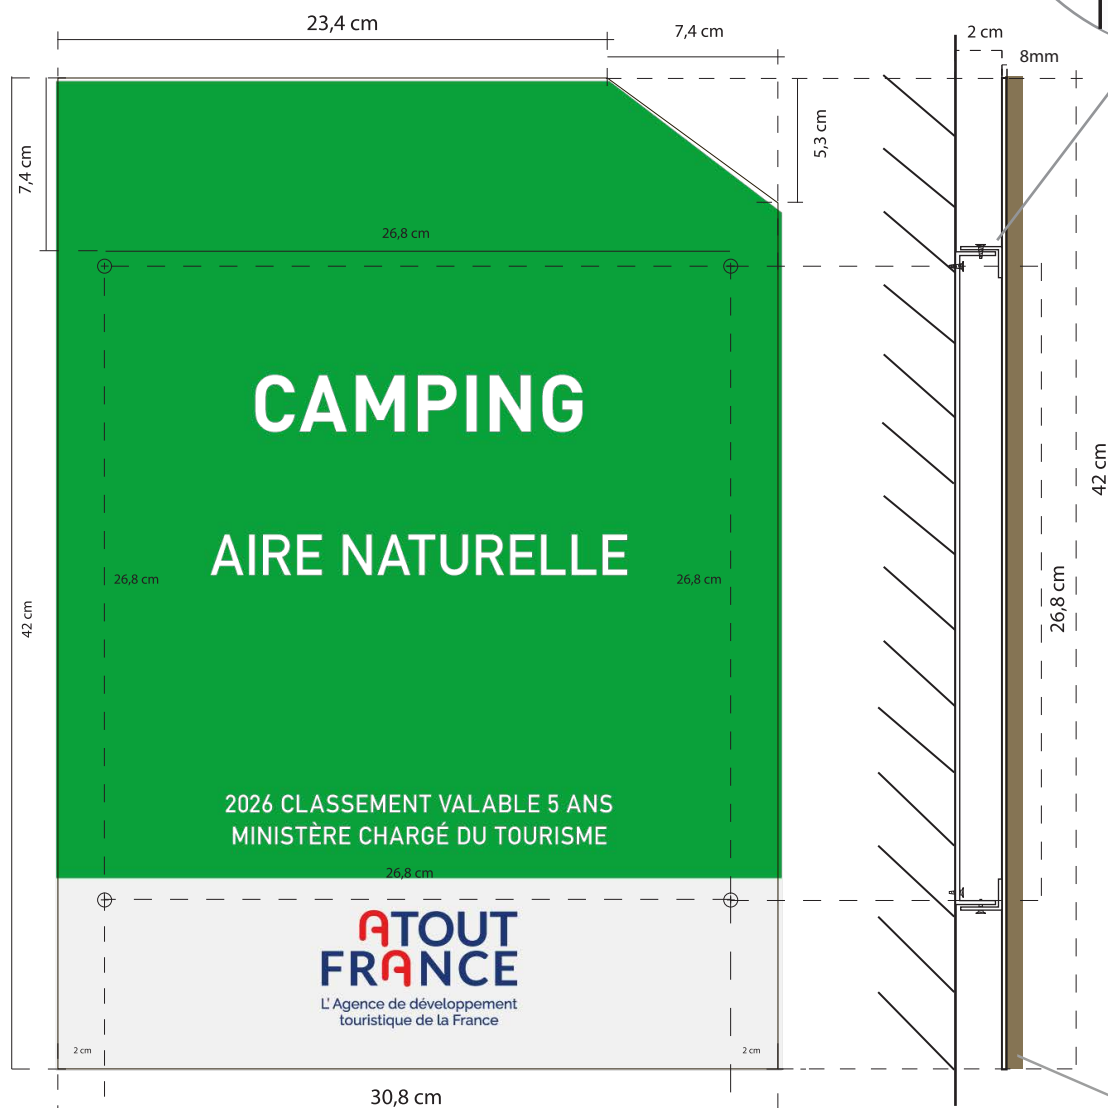 23,4 cm
7,4 cm
2 cm
8mm
7,4 cm
5,3 cm
26,8 cm
CAMPING
AIRE NATURELLE
26,8 cm
26,8 cm
42 cm
26,8 cm
42 cm
2026 CLASSEMENT VALABLE 5 ANS
MINISTÈRE CHARGÉ DU TOURISME
26,8 cm
ATOUT
FRANCE
L'Agence de développement
touristique de la France
2 cm
2 cm
30,8 cm